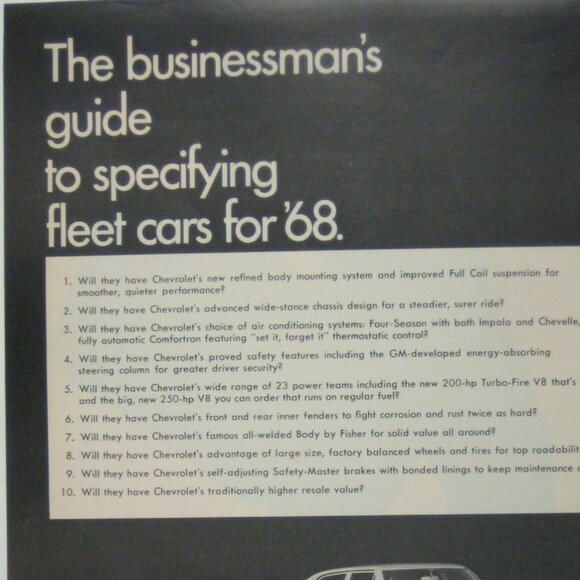 The businessman's
guide
to specifying
fleet cars for '68.
1. Will they have Chevrolet's new refined body mounting system and improved Full Coil suspension for
smoother, quieter performance?
2. Will they have Chevrolet's advanced wide-stance chassis design for a steadier, surer ride?
3. Will they have Chevrolet's choice of air conditioning systems: Four-Season with both Impala and Chevelle,
fully automatic Comfortron featuring "set it, forget it" thermostatic control?
4. Will they have Chevrolet's proved safety features including the GM-developed energy-absorbing
steering column for greater driver security?
5. Will they have Chevrolet's wide range of 23 power teams including the new 200-hp Turbo-Fire V8 that's
and the big, new 250-hp V8 you can order that runs on regular fuel?
6. Will they have Chevrolet's front and rear inner fenders to fight corrosion and rust twice as hard?
7. Will they have Chevrolet's famous all-welded Body by Fisher for solid value all around?
8. Will they have Chevrolet's advantage of large size, factory balanced wheels and tires for top roadabilit
9. Will they have Chevrolet's self-adjusting Safety-Master brakes with bonded linings to keep maintenance
10. Will they have Chevrolet's traditionally higher resale value?